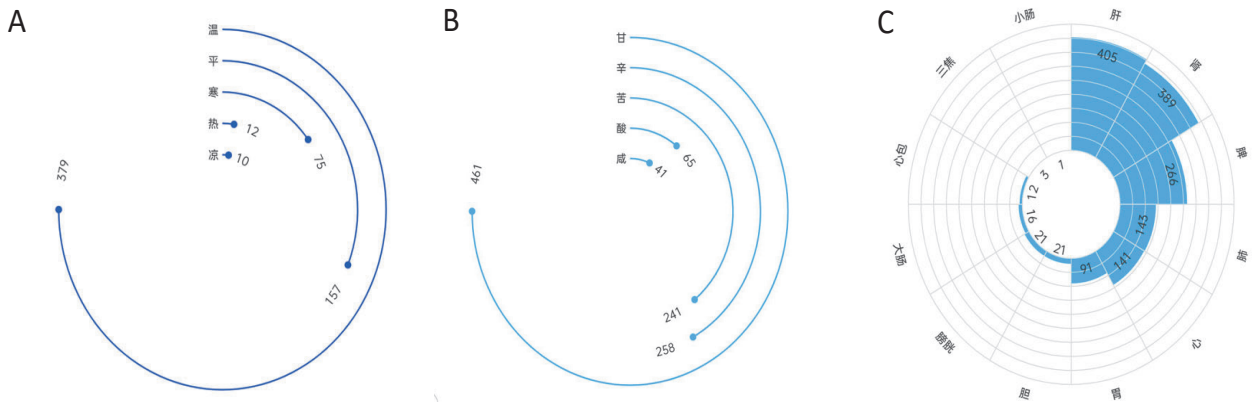 A
温
平
寒
热
凉
12
10
75
157
379
B
甘
辛
苦
酸
咸
65
41
241
258
461
C
肝
肾
脾
肺
心
胃
胆
膀胱
大肠
心包
三焦
小肠
405
389
266
143
141
91
21
21
16
12
3
1